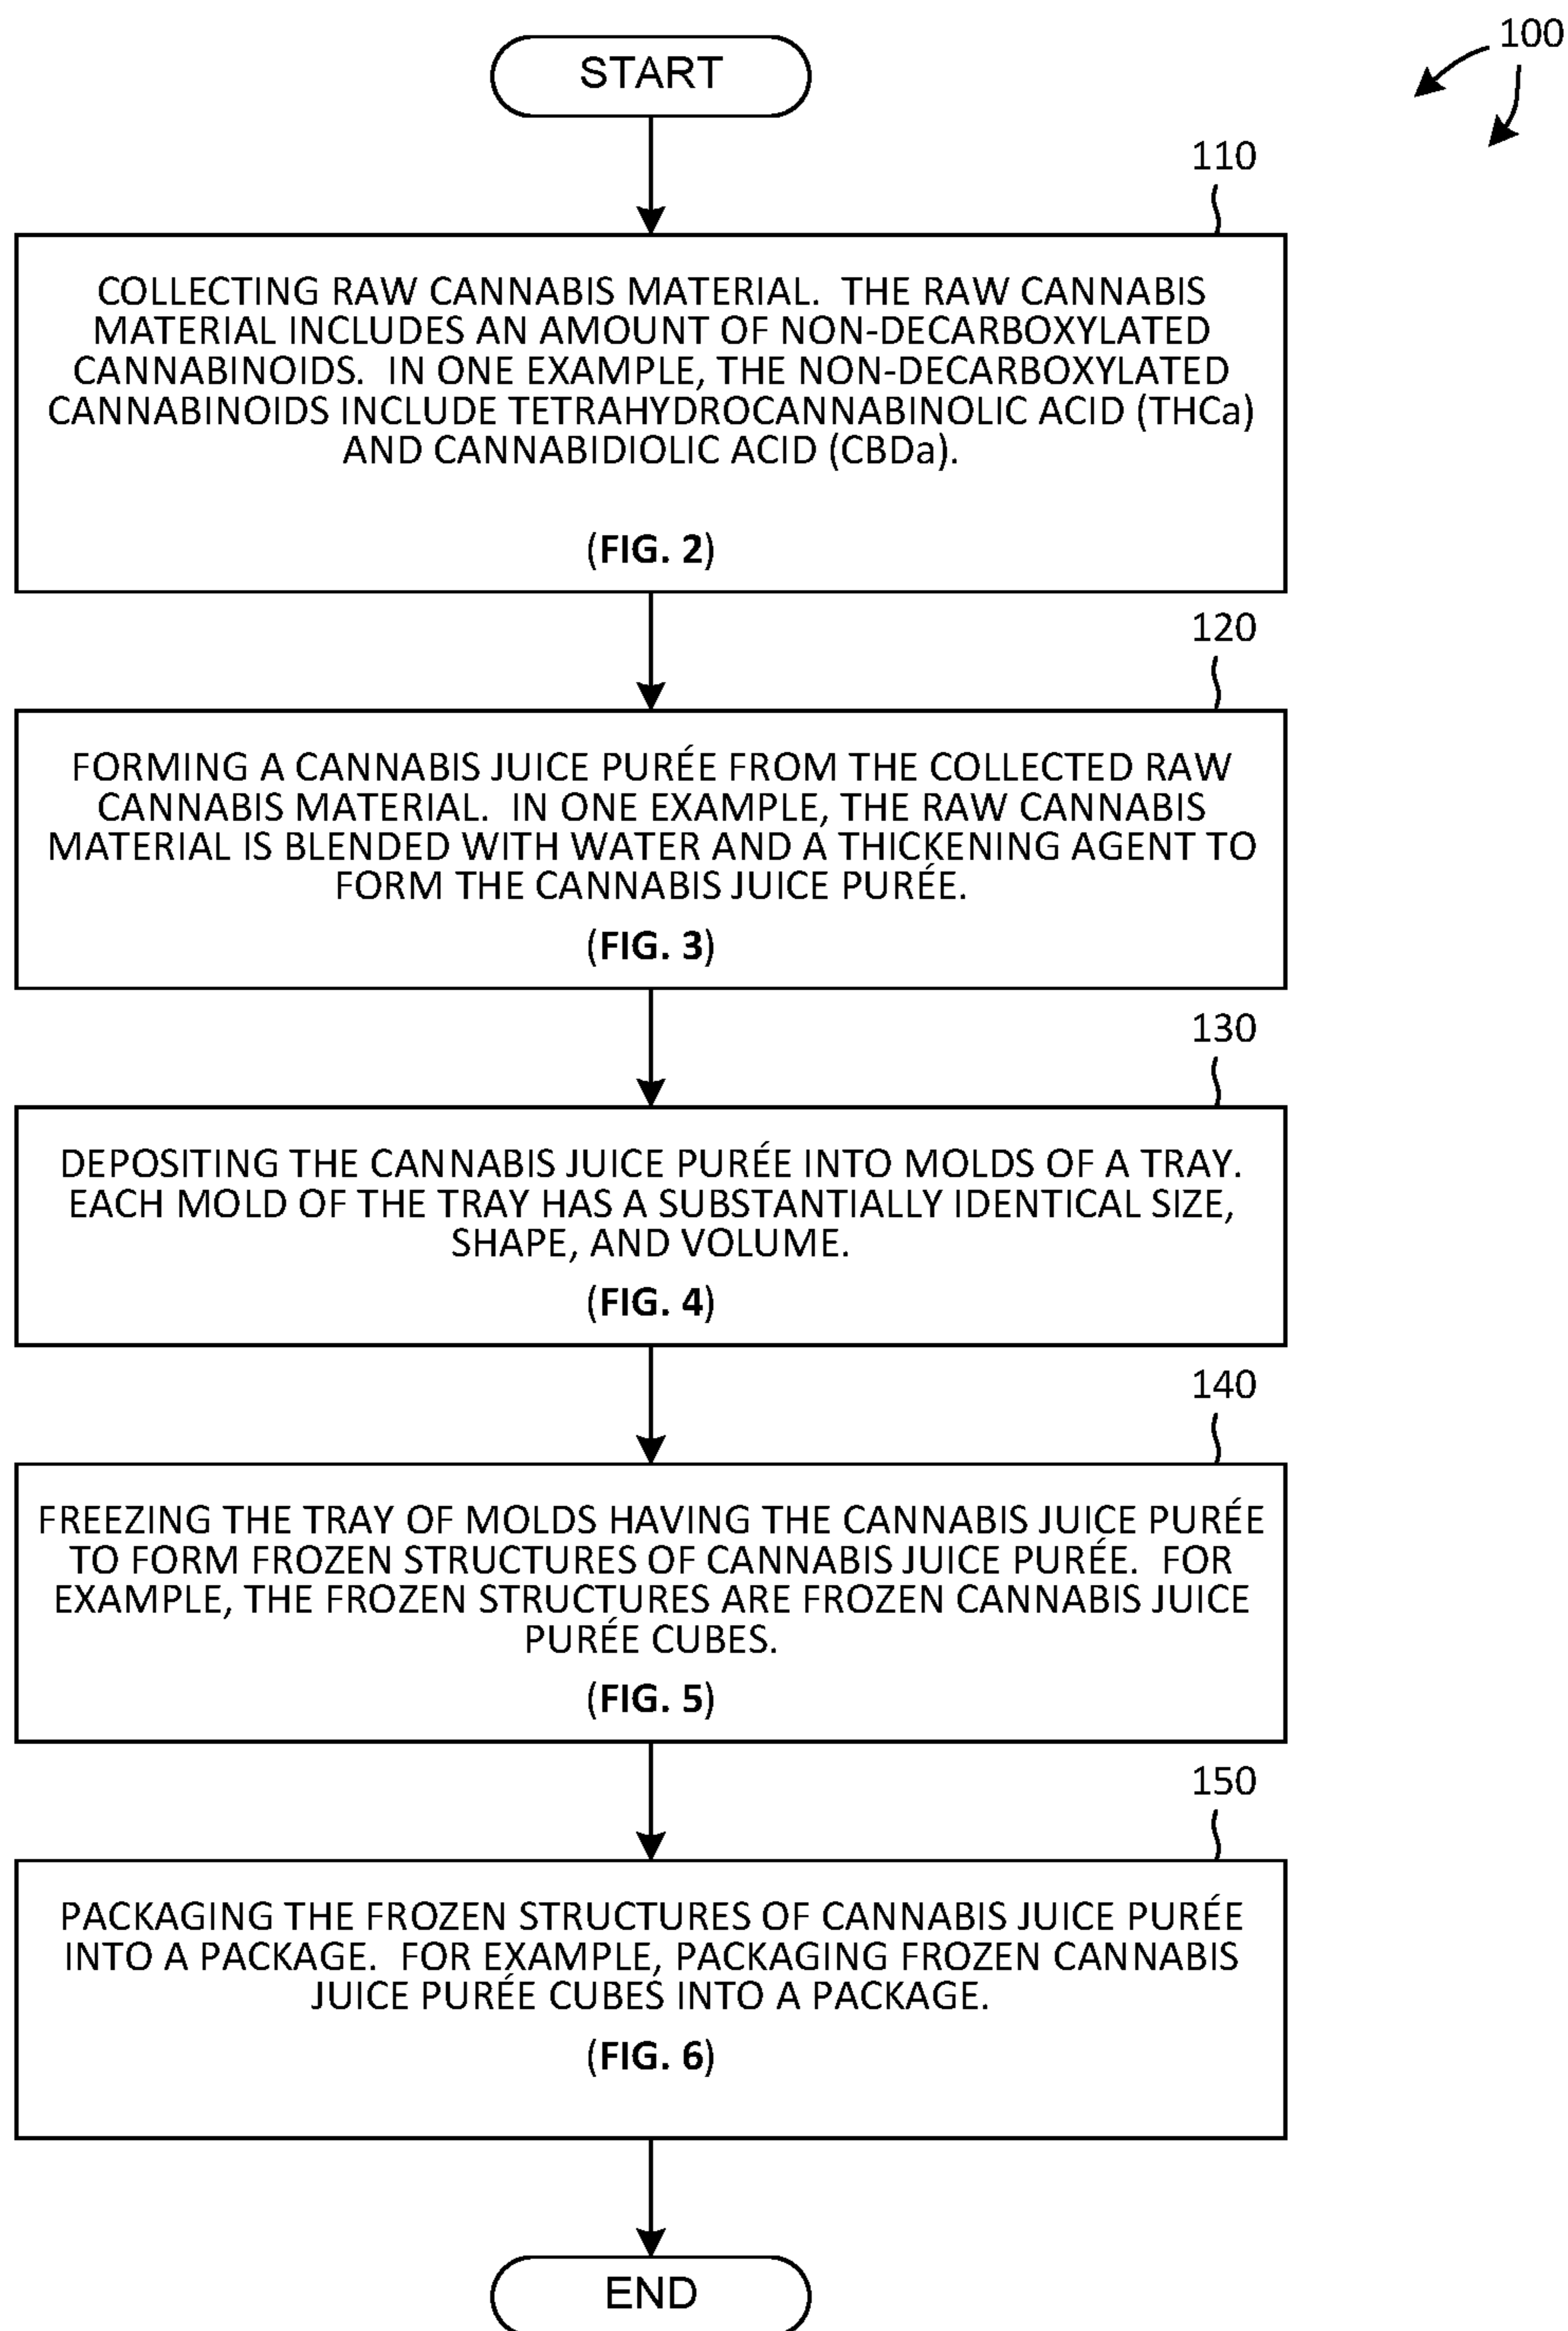 100
START
110
COLLECTING RAW CANNABIS MATERIAL. THE RAW CANNABIS
MATERIAL INCLUDES AN AMOUNT OF NON-DECARBOXYLATED
CANNABINOIDS. IN ONE EXAMPLE, THE NON-DECARBOXYLATED
CANNABINOIDS INCLUDE TETRAHYDROCANNABINOLIC ACID (THCa)
AND CANNABIDIOLIC ACID (CBDa).
(FIG. 2)
120
FORMING A CANNABIS JUICE PURÉE FROM THE COLLECTED RAW
CANNABIS MATERIAL. IN ONE EXAMPLE, THE RAW CANNABIS
MATERIAL IS BLENDED WITH WATER AND A THICKENING AGENT TO
FORM THE CANNABIS JUICE PURÉE.
(FIG. 3)
130
DEPOSITING THE CANNABIS JUICE PURÉE INTO MOLDS OF A TRAY.
EACH MOLD OF THE TRAY HAS A SUBSTANTIALLY IDENTICAL SIZE,
SHAPE, AND VOLUME.
(FIG. 4)
140
FREEZING THE TRAY OF MOLDS HAVING THE CANNABIS JUICE PURÉE
TO FORM FROZEN STRUCTURES OF CANNABIS JUICE PURÉE. FOR
EXAMPLE, THE FROZEN STRUCTURES ARE FROZEN CANNABIS JUICE
PURÉE CUBES.
(FIG. 5)
150
PACKAGING THE FROZEN STRUCTURES OF CANNABIS JUICE PURÉE
INTO A PACKAGE. FOR EXAMPLE, PACKAGING FROZEN CANNABIS
JUICE PURÉE CUBES INTO A PACKAGE.
(FIG. 6)
END